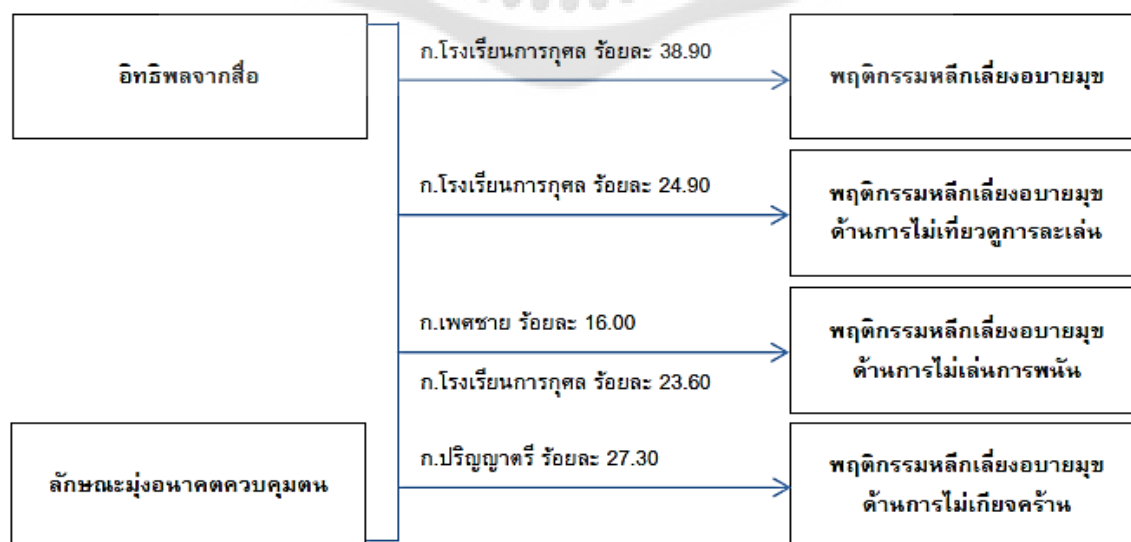 อิทธิพลจากสื่อ
ก.โรงเรียนการกุศล ร้อยละ 38.90
พฤติกรรมหลีกเลี่ยงอบายมุข
ก.โรงเรียนการกุศล ร้อยละ 24.90
พฤติกรรมหลีกเลี่ยงอบายมุข
ด้านการไม่เที่ยวดูการละเล่น
ก.เพศชาย ร้อยละ 16.00
ก.โรงเรียนการกุศล ร้อยละ 23.60
พฤติกรรมหลีกเลี่ยงอบายมุข
ด้านการไม่เล่นการพนัน
ลักษณะมุ่งอนาคตควบคุมตน
ก.ปริญญาตรี ร้อยละ 27.30
พฤติกรรมหลีกเลี่ยงอบายมุข
ด้านการไม่เกียจคร้าน